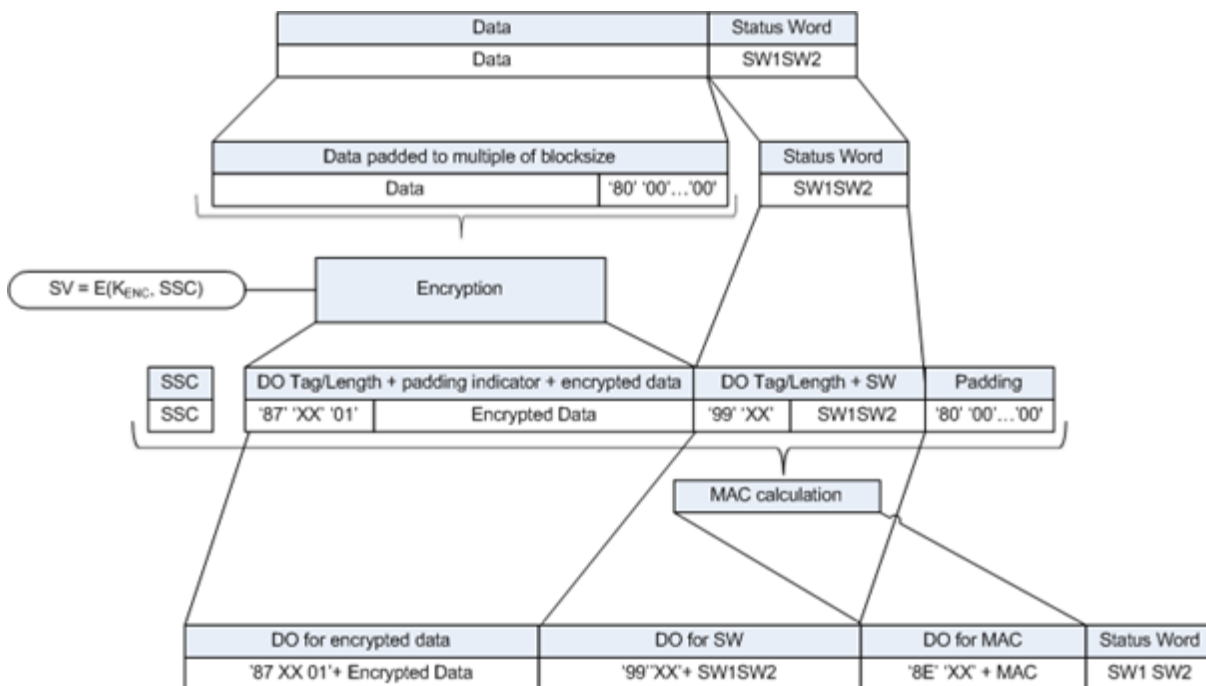 Data Status Word
Data SW1SW2
Data padded to multiple of blocksize Status Word
Data '80' '00'...'00' SW1SW2
SV = E(KENC, SSC) Encryption
SSC DO Tag/Length + padding indicator + encrypted data DO Tag/Length + SW Padding
SSC '87' 'XX' '01' Encrypted Data '99' 'XX' SW1SW2 '80' '00'...'00'
MAC calculation
DO for encrypted data DO for SW DO for MAC Status Word
'87 XX 01'+ Encrypted Data '99''XX'+ SW1SW2 '8E' 'XX' + MAC SW1 SW2